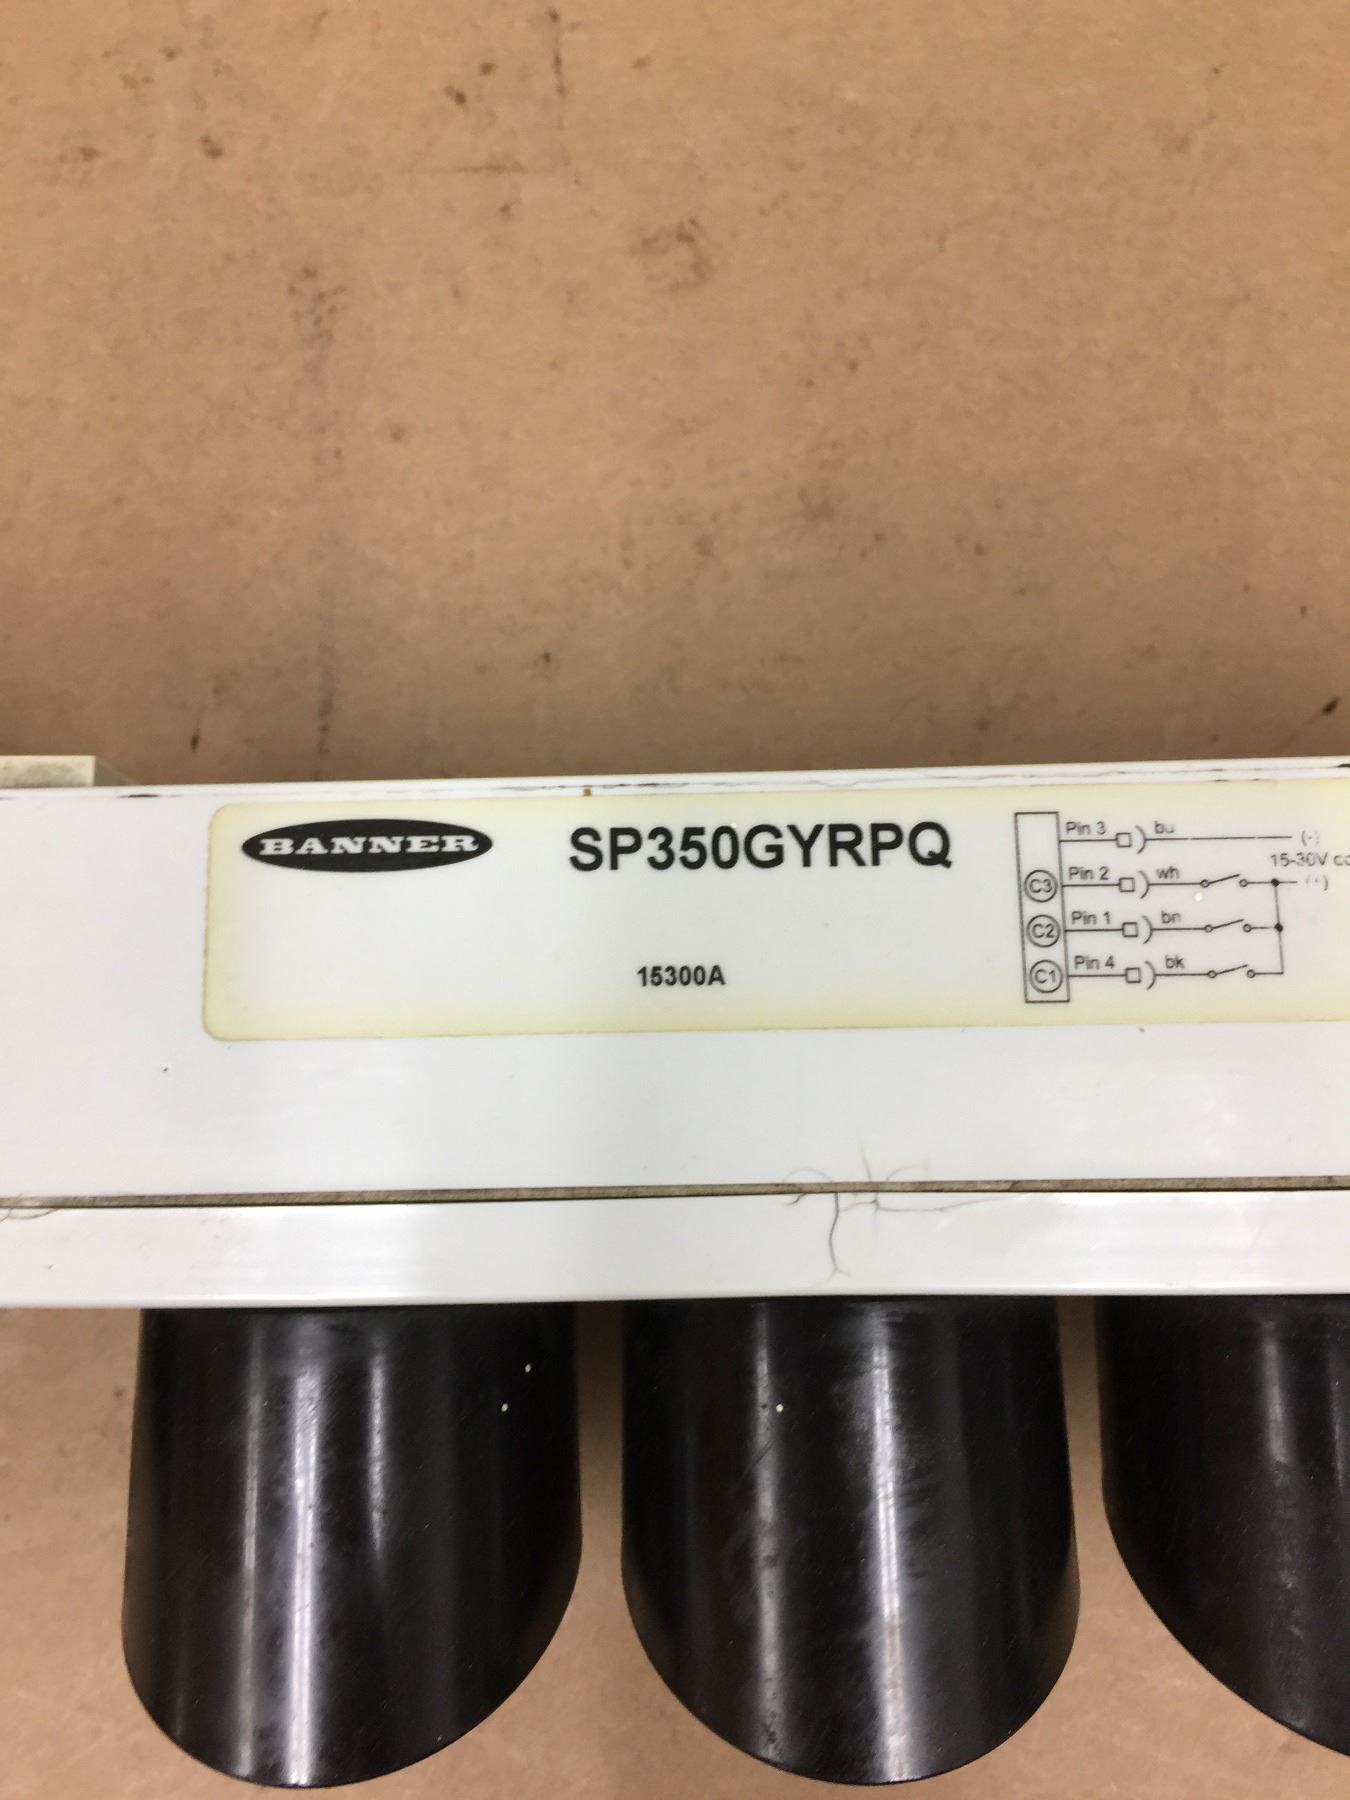 BANNER
SP350GYRPQ
15300A
Pin 3 bu (-)
15-30V
C3 Pin 2 wh (+)
C2 Pin 1 bn
C1 Pin 4 bk